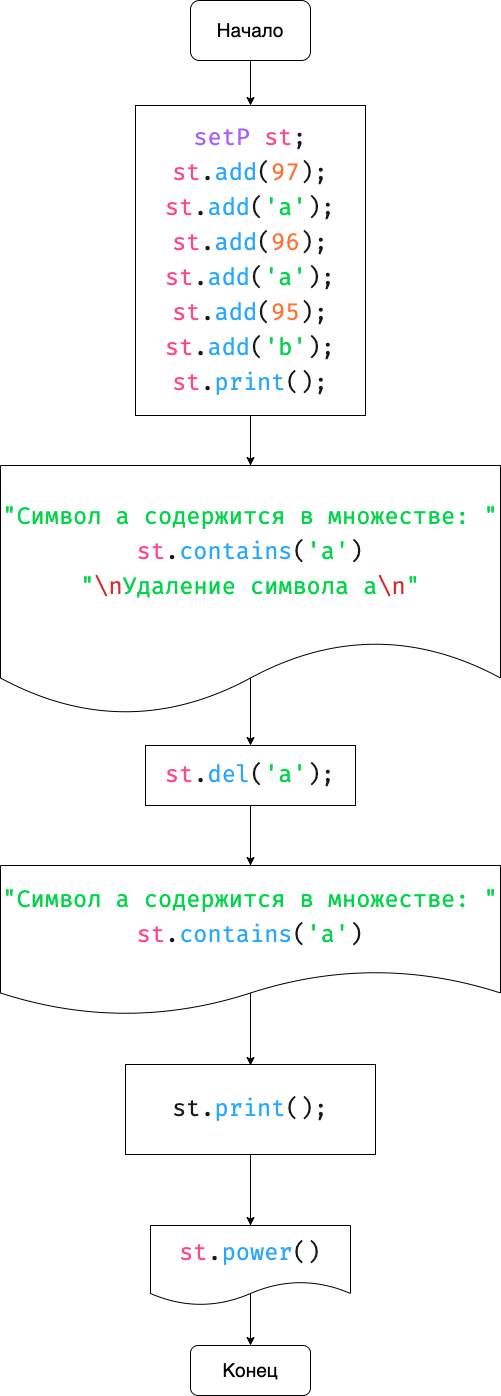 Начало
setP st;
st.add(97);
st.add('a');
st.add(96);
st.add('a');
st.add(95);
st.add('b');
st.print();
"Символ a содержится в множестве: "
st.contains('a')
"\nУдаление символа a\n"
st.del('a');
"Символ a содержится в множестве: "
st.contains('a')
st.print();
st.power()
Конец